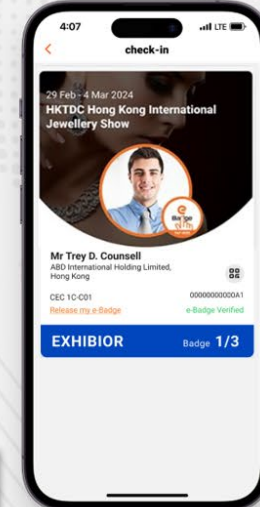 4:07
LTE
check-in
29 Feb - 4 Mar 2024
HKTDC Hong Kong International
Jewellery Show
Mr Trey D. Counsell
ABD International Holding Limited,
Hong Kong
CEC 1C-C01
00000000000A1
Release my e-Badge
e-Badge Verified
EXHIBIOR
Badge 1/3